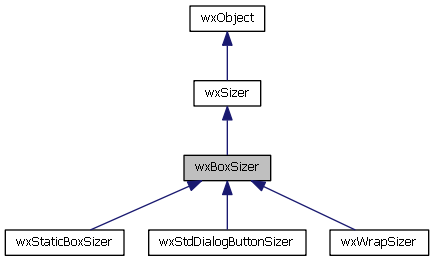 wxObject
wxSizer
wxBoxSizer
wxStaticBoxSizer
wxStdDialogButtonSizer
wxWrapSizer